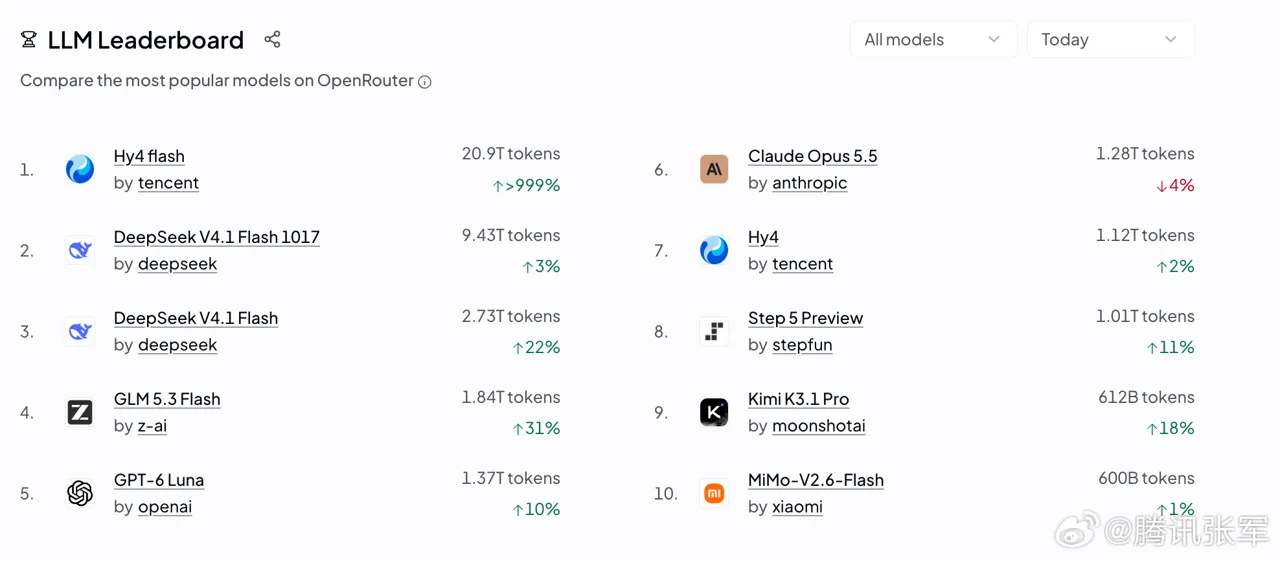 LLM Leaderboard
All models
Today
Compare the most popular models on OpenRouter
1.
Hy4 flash
by tencent
20.9T tokens
↑>999%
2.
DeepSeek V4.1 Flash 1017
by deepseek
9.43T tokens
↑3%
3.
DeepSeek V4.1 Flash
by deepseek
2.73T tokens
↑22%
4.
GLM 5.3 Flash
by z-ai
1.84T tokens
↑31%
5.
GPT-6 Luna
by openai
1.37T tokens
↑10%
6.
Claude Opus 5.5
by anthropic
1.28T tokens
↓4%
7.
Hy4
by tencent
1.12T tokens
↑2%
8.
Step 5 Preview
by stepfun
1.01T tokens
↑11%
9.
Kimi K3.1 Pro
by moonshotai
612B tokens
↑18%
10.
MiMo-V2.6-Flash
by xiaomi
600B tokens
↑1%
@腾讯张军